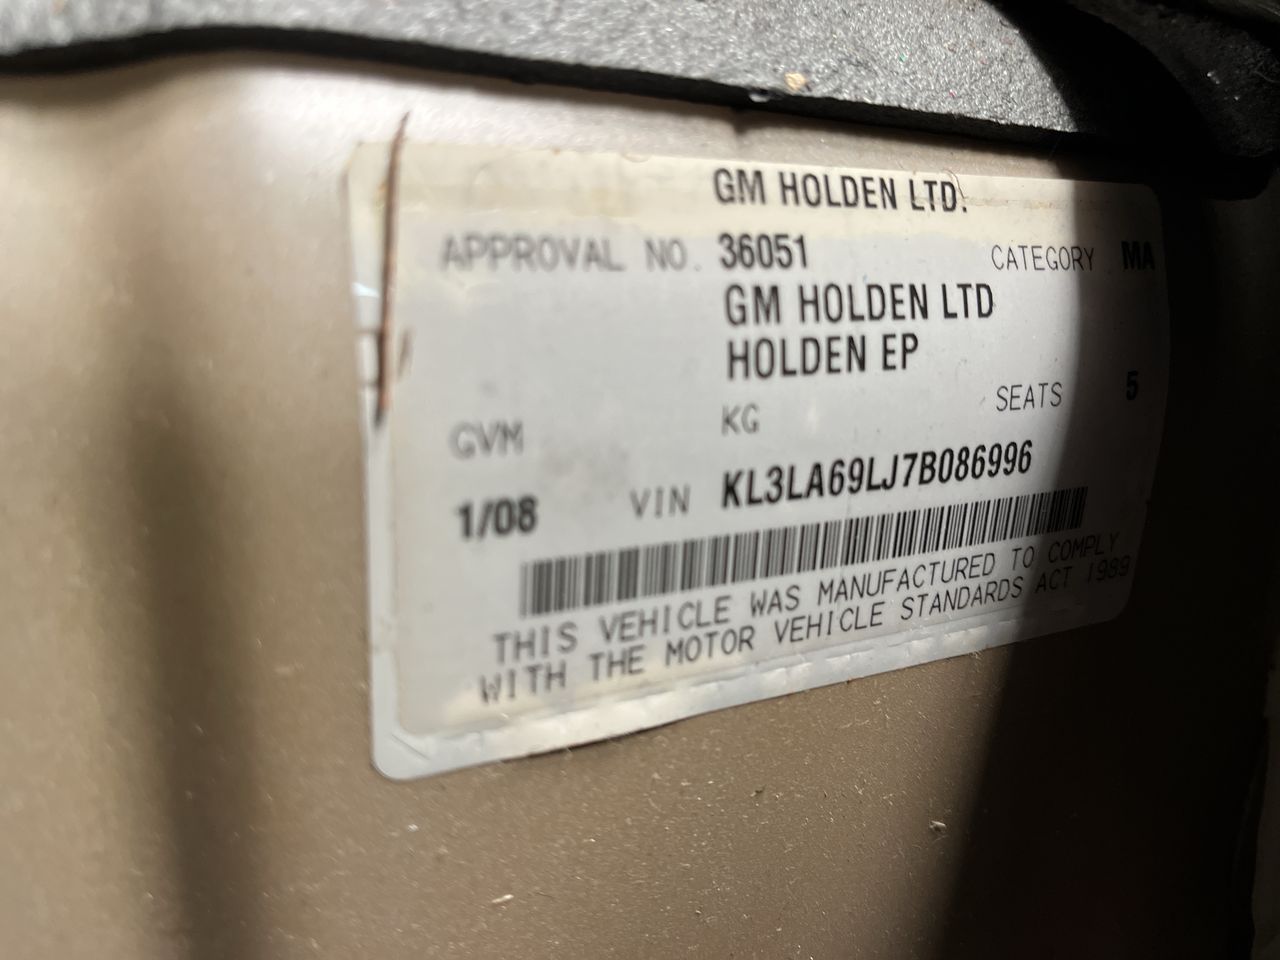 GM HOLDEN LTD.
APPROVAL NO. 36051 CATEGORY MA
GM HOLDEN LTD
HOLDEN EP
GVM KG SEATS 5
1/08 VIN KL3LA69LJ7B086996
THIS VEHICLE WAS MANUFACTURED TO COMPLY
WITH THE MOTOR VEHICLE STANDARDS ACT 1989